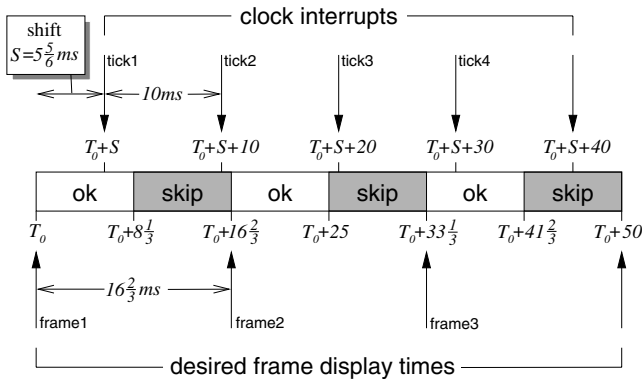 clock interrupts
shift
S=5 5/6 ms
tick1
tick2
tick3
tick4
10ms
T₀+S
T₀+S+10
T₀+S+20
T₀+S+30
T₀+S+40
ok
skip
ok
skip
ok
skip
T₀
T₀+8 1/3
T₀+16 2/3
T₀+25
T₀+33 1/3
T₀+41 2/3
T₀+50
16 2/3 ms
frame1
frame2
frame3
desired frame display times